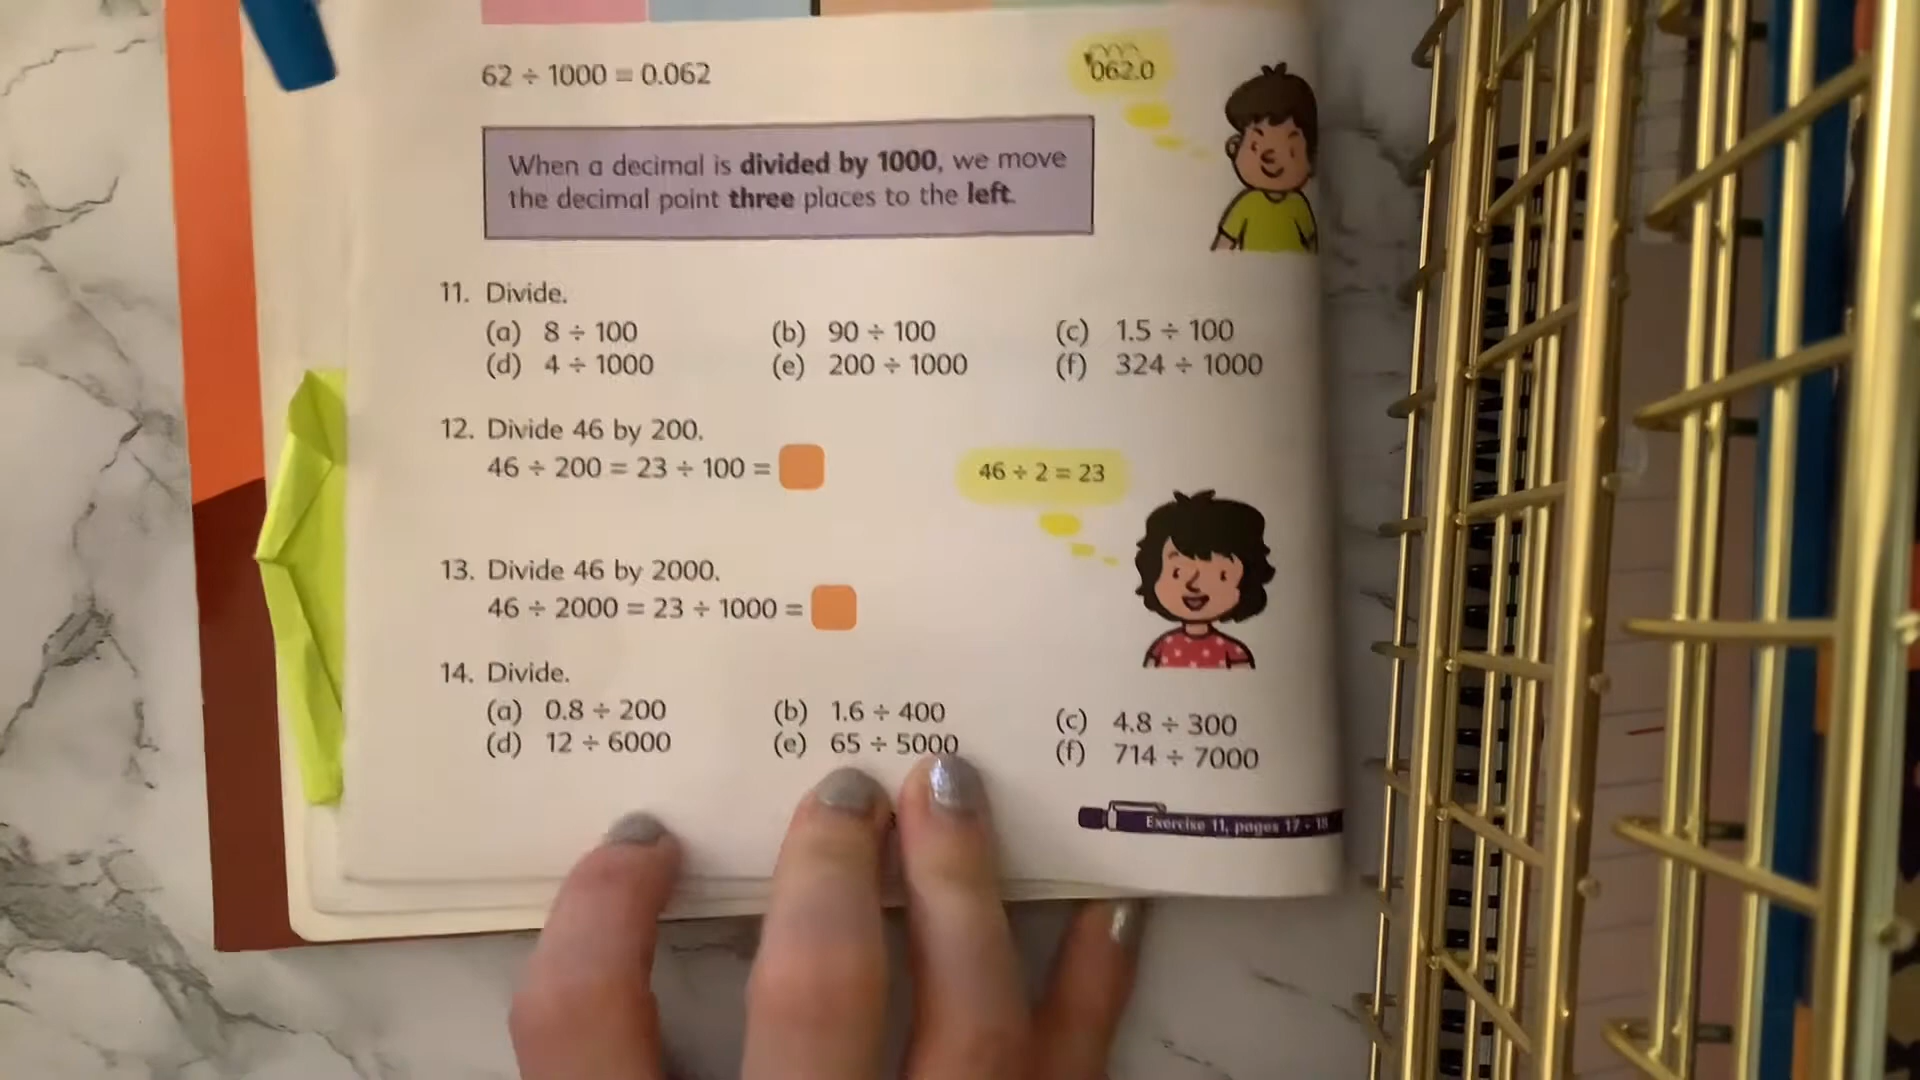 62 ÷ 1000 = 0.062
062.0
When a decimal is divided by 1000, we move
the decimal point three places to the left.
11. Divide.
(a) 8 ÷ 100 (b) 90 ÷ 100 (c) 1.5 ÷ 100
(d) 4 ÷ 1000 (e) 200 ÷ 1000 (f) 324 ÷ 1000
12. Divide 46 by 200.
46 ÷ 200 = 23 ÷ 100 =
46 ÷ 2 = 23
13. Divide 46 by 2000.
46 ÷ 2000 = 23 ÷ 1000 =
14. Divide.
(a) 0.8 ÷ 200 (b) 1.6 ÷ 400 (c) 4.8 ÷ 300
(d) 12 ÷ 6000 (e) 65 ÷ 5000 (f) 714 ÷ 7000
Exercise 11, pages 17 - 18